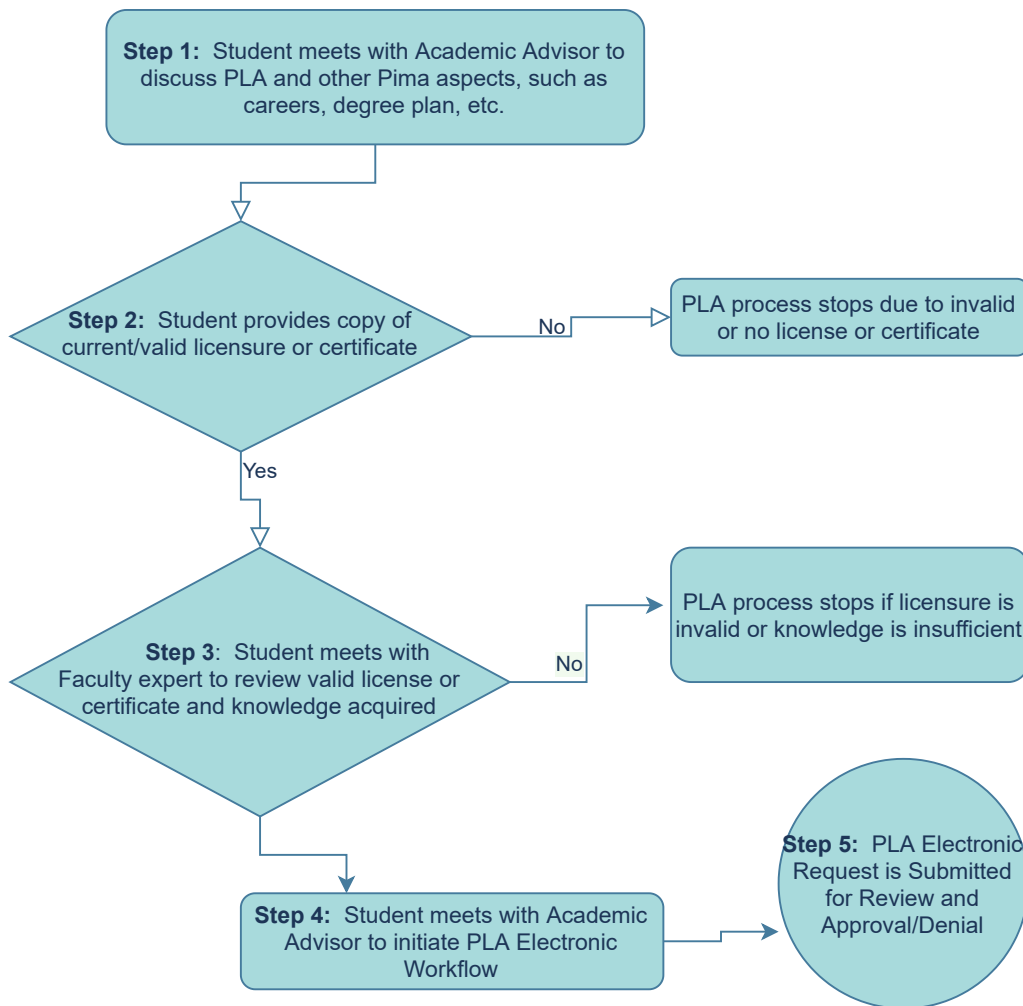 Step 1:  Student meets with Academic Advisor to
discuss PLA and other Pima aspects, such as
careers, degree plan, etc.
Step 2:  Student provides copy of
current/valid licensure or certificate
No
PLA process stops due to invalid
or no license or certificate
Yes
Step 3:  Student meets with
Faculty expert to review valid license or
certificate and knowledge acquired
No
PLA process stops if licensure is
invalid or knowledge is insufficient
Step 4:  Student meets with Academic
Advisor to initiate PLA Electronic
Workflow
Step 5:  PLA Electronic
Request is Submitted
for Review and
Approval/Denial